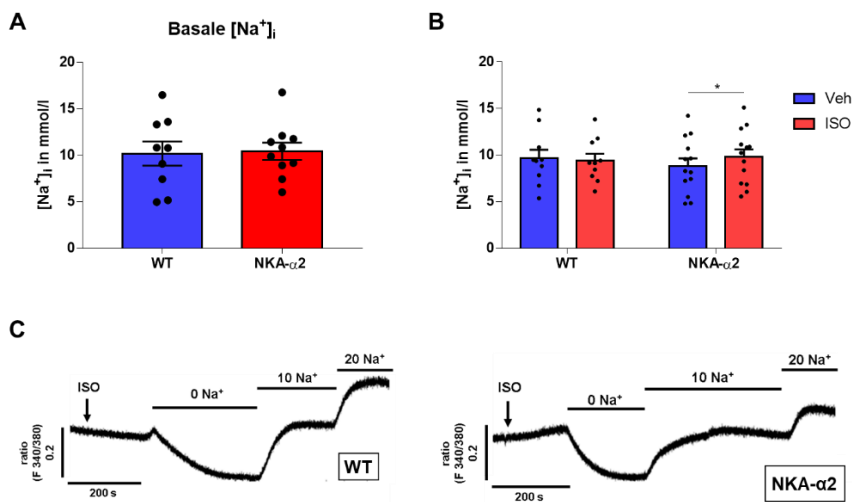 A
Basale [Na⁺]ᵢ
[Na⁺]ᵢ in mmol/l
20
15
10
5
0
WT
NKA-α2
B
[Na⁺]ᵢ in mmol/l
20
15
10
5
0
*
WT
NKA-α2
Veh
ISO
C
ISO
0 Na⁺
10 Na⁺
20 Na⁺
ratio
(F 340/380)
0.2
200 s
WT
ISO
0 Na⁺
10 Na⁺
20 Na⁺
ratio
(F 340/380)
0.2
200 s
NKA-α2